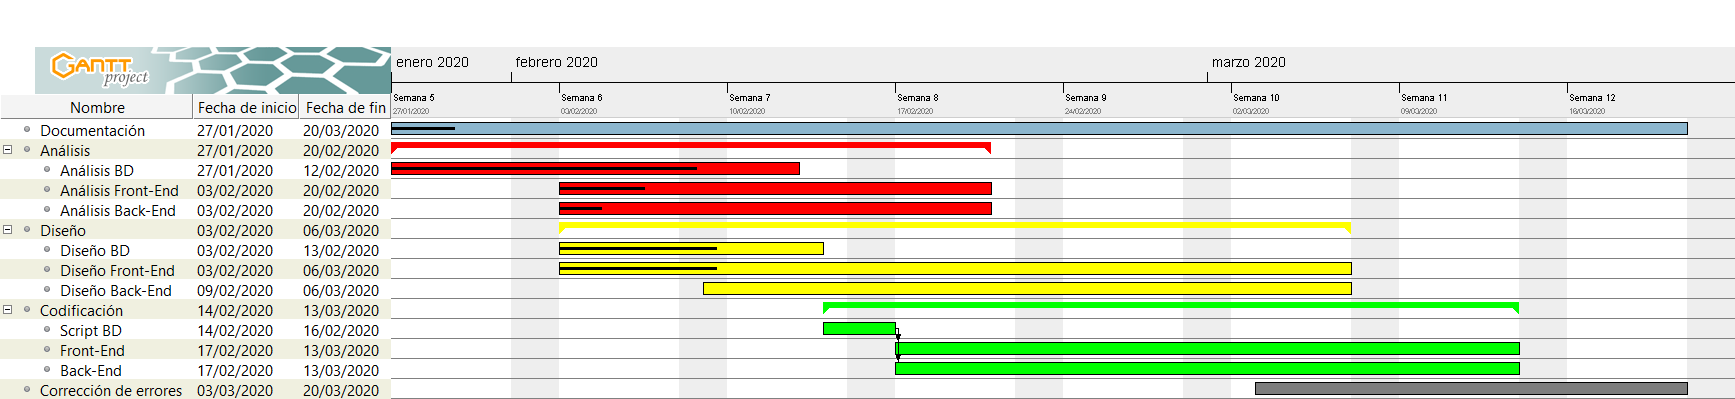 GANTT
project
enero 2020 febrero 2020 marzo 2020
Nombre Fecha de inicio Fecha de fin
Semana 5 Semana 6 Semana 7 Semana 8 Semana 9 Semana 10 Semana 11 Semana 12
27/01/2020 03/02/2020 10/02/2020 17/02/2020 24/02/2020 02/03/2020 09/03/2020 16/03/2020
Documentación 27/01/2020 20/03/2020
Análisis 27/01/2020 20/02/2020
Análisis BD 27/01/2020 12/02/2020
Análisis Front-End 03/02/2020 20/02/2020
Análisis Back-End 03/02/2020 20/02/2020
Diseño 03/02/2020 06/03/2020
Diseño BD 03/02/2020 13/02/2020
Diseño Front-End 03/02/2020 06/03/2020
Diseño Back-End 09/02/2020 06/03/2020
Codificación 14/02/2020 13/03/2020
Script BD 14/02/2020 16/02/2020
Front-End 17/02/2020 13/03/2020
Back-End 17/02/2020 13/03/2020
Corrección de errores 03/03/2020 20/03/2020